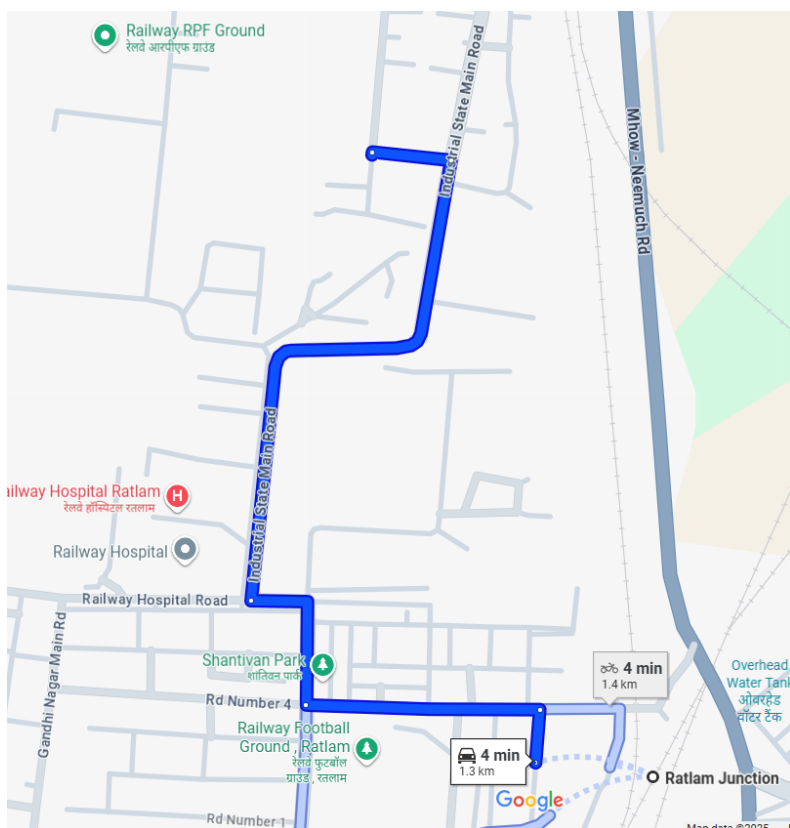 Railway RPF Ground
रेलवे आरपीएफ ग्राउंड
Industrial State Main Road
Mhow - Neemuch Rd
Industrial State Main Road
ailway Hospital Ratlam
H
रेलवे हॉस्पिटल रतलाम
Railway Hospital
Railway Hospital Road
Gandhi Nagar Main Rd
Shantivan Park
शांतिवन पार्क
4 min
1.4 km
Overhead
Water Tank
ओवरहेड
वॉटर टैंक
Rd Number 4
Railway Football
Ground , Ratlam
रेलवे फुटबॉल
ग्राउंड , रतलाम
4 min
1.3 km
Ratlam Junction
Google
Rd Number 1
Map data ©2025